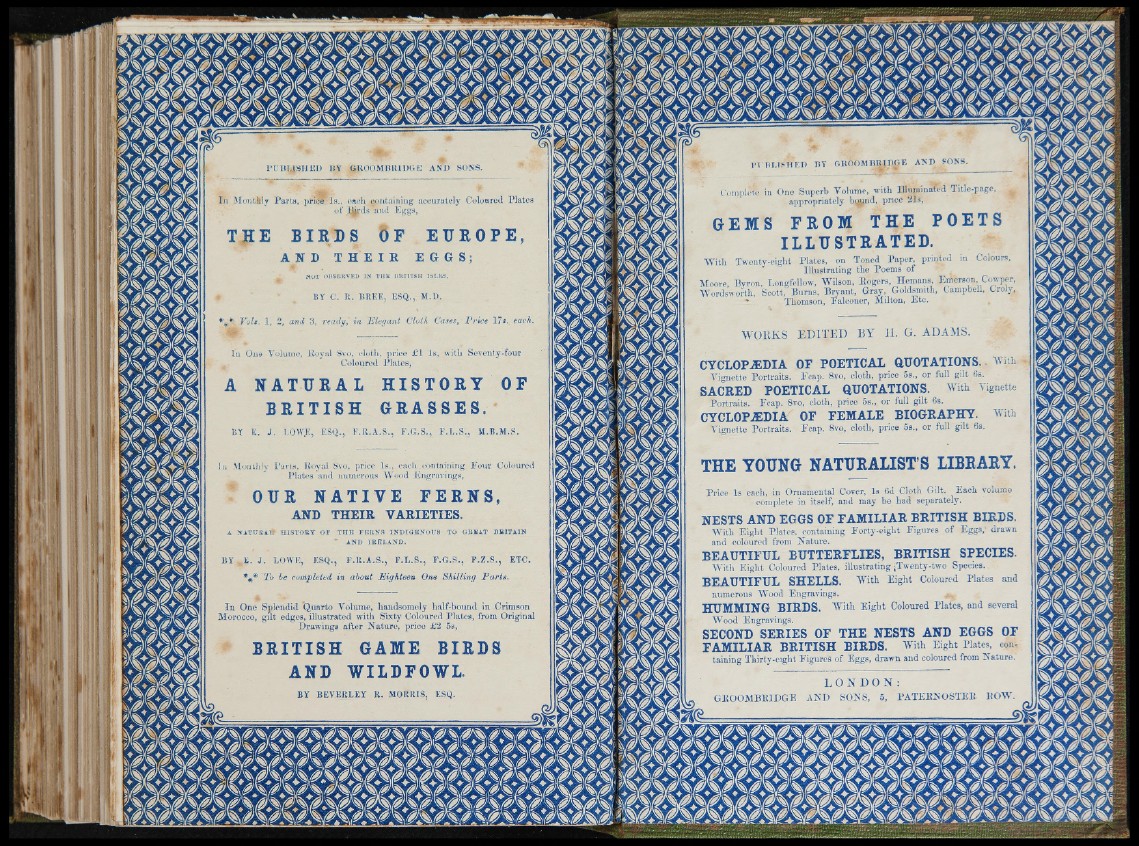 PUBLISHED BY GROOMBRIDGE AND SONS.
In Monthly Parts, price 1s., each containing accurately Coloured Plates
of Birds and Eggs,
THE BIRDS OF EUROPE,
AND THEIR EGGS;
NOT OBSERVED IN THE BRITISH ISLES.
BY C. R. BREE, ESQ., M.D.
*** Vols. 1, 2, and 3, ready, in Elegant Cloth Cases, Price 17s. each.
In One Volume, Royal 8vo, cloth, price £1 1s, with Seventy-four
Coloured Plates,
A NATURAL HISTORY OF
BRITISH GRASSES.
BY E. J. LOWE, ESQ., F.R.A.S., F.G.S., F.L.S., M.B.M.S.
In Monthly Parts, Royal 8vo, price 1s., each containing Four Coloured
Plates and numerous Wood Engravings,
OUR NATIVE FERNS,
AND THEIR VARIETIES.
A NATURAL HISTORY OF THE FERNS INDIGENOUS TO GREAT BRITAIN
AND IRELAND.
BY E. J. LOWE, ESQ., F.R.A.S., F.L.S., F.G.S., F.Z.S., ETC.
*** To be completed in about Eighteen One Shilling Parts.
In One Splendid Quarto Volume, handsomely half-bound in Crimson
Morocco, gilt edges, illustrated with Sixty Coloured Plates, from Original
Drawings after Nature, price £2 5s,
BRITISH GAME BIRDS
AND WILDFOWL.
BY BEVERLEY R. MORRIS, ESQ.
PUBLISHED BY GROOMBRIDGE AND SONS.
Complete in One Superb Volume, with Illuminated Title-page,
appropriately bound, price 21s,
GEMS FROM THE POETS
ILLUSTRATED.
With Twenty-eight Plates, on Toned Paper, printed in Colours,
Illustrating the Poems of
Moore, Byron, Longfellow, Wilson, Rogers, Hemans, Emerson, Cowper,
Wordsworth, Scott, Burns, Bryant, Gray, Goldsmith, Campbell, Croly,
Thomson, Falconer, Milton, Etc.
WORKS EDITED BY H. G. ADAMS.
CYCLOPÆDIA OF POETICAL QUOTATIONS. With
Vignette Portraits. Fcap. 8vo, cloth, price 5s., or full gilt 6s.
SACRED POETICAL QUOTATIONS. With Vignette
Portraits. Fcap. 8vo, cloth, price 5s., or full gilt 6s.
CYCLOPÆDIA OF FEMALE BIOGRAPHY. With
Vignette Portraits. Fcap. 8vo, cloth, price 5s., or full gilt 6s.
THE YOUNG NATURALIST'S LIBRARY.
Price 1s each, in Ornamental Cover, 1s 6d Cloth Gilt. Each volume
complete in itself, and may be had separately.
NESTS AND EGGS OF FAMILIAR BRITISH BIRDS.
With Eight Plates, containing Forty-eight Figures of Eggs, drawn
and coloured from Nature.
BEAUTIFUL BUTTERFLIES, BRITISH SPECIES.
With Eight Coloured Plates, illustrating Twenty-two Species.
BEAUTIFUL SHELLS. With Eight Coloured Plates and
numerous Wood Engravings.
HUMMING BIRDS. With Eight Coloured Plates, and several
Wood Engravings.
SECOND SERIES OF THE NESTS AND EGGS OF
FAMILIAR BRITISH BIRDS. With Eight Plates, con-
taining Thirty-eight Figures of Eggs, drawn and coloured from Nature.
LONDON:
GROOMBRIDGE AND SONS, 5, PATERNOSTER ROW.